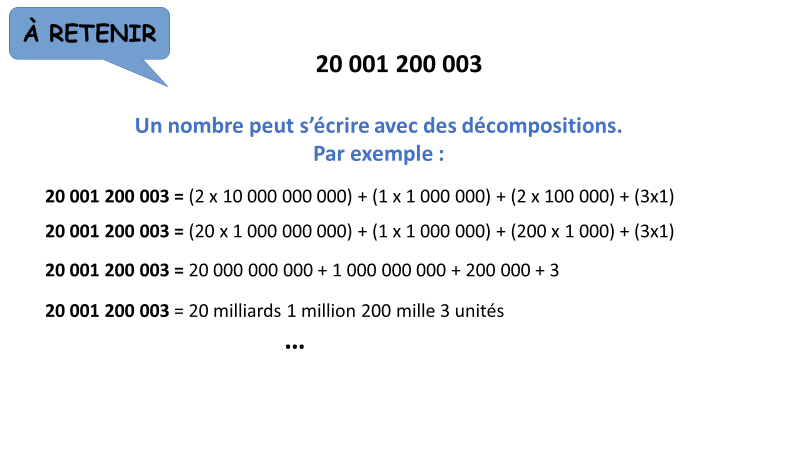 À RETENIR
20 001 200 003
Un nombre peut s’écrire avec des décompositions.
Par exemple :
20 001 200 003 = (2 x 10 000 000 000) + (1 x 1 000 000) + (2 x 100 000) + (3x1)
20 001 200 003 = (20 x 1 000 000 000) + (1 x 1 000 000) + (200 x 1 000) + (3x1)
20 001 200 003 = 20 000 000 000 + 1 000 000 000 + 200 000 + 3
20 001 200 003 = 20 milliards 1 million 200 mille 3 unités
...